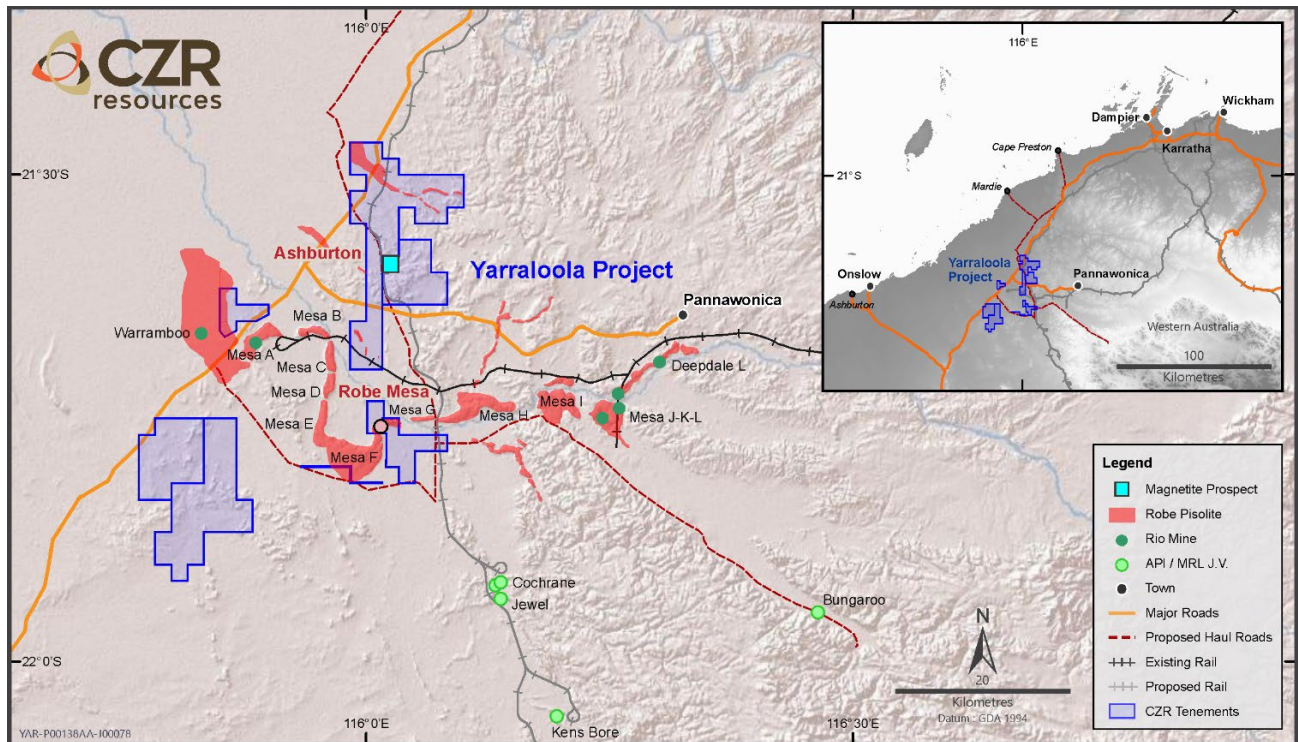 CZR
resources
116°0'E
21°30'S
Ashburton
Yarraloola Project
Pannawonica
Warramboo
Mesa A
Mesa B
Mesa C
Mesa D
Mesa E
Mesa F
Robe Mesa
Mesa G
Mesa H
Mesa I
Mesa J-K-L
Deepdale L
Cochrane
Jewel
Bungaroo
Kens Bore
22°0'S
116°0'E
116°30'E
N
20
Kilometres
Datum : GDA 1994
YAR-P00138AA-I00078
116°E
21°S
Wickham
Dampier
Karratha
Cape Preston
Mardie
Yarraloola
Project
Onslow
Ashburton
Pannawonica
Western Australia
100
Kilometres
Legend
Magnetite Prospect
Robe Pisolite
Rio Mine
API / MRL J.V.
Town
Major Roads
Proposed Haul Roads
Existing Rail
Proposed Rail
CZR Tenements